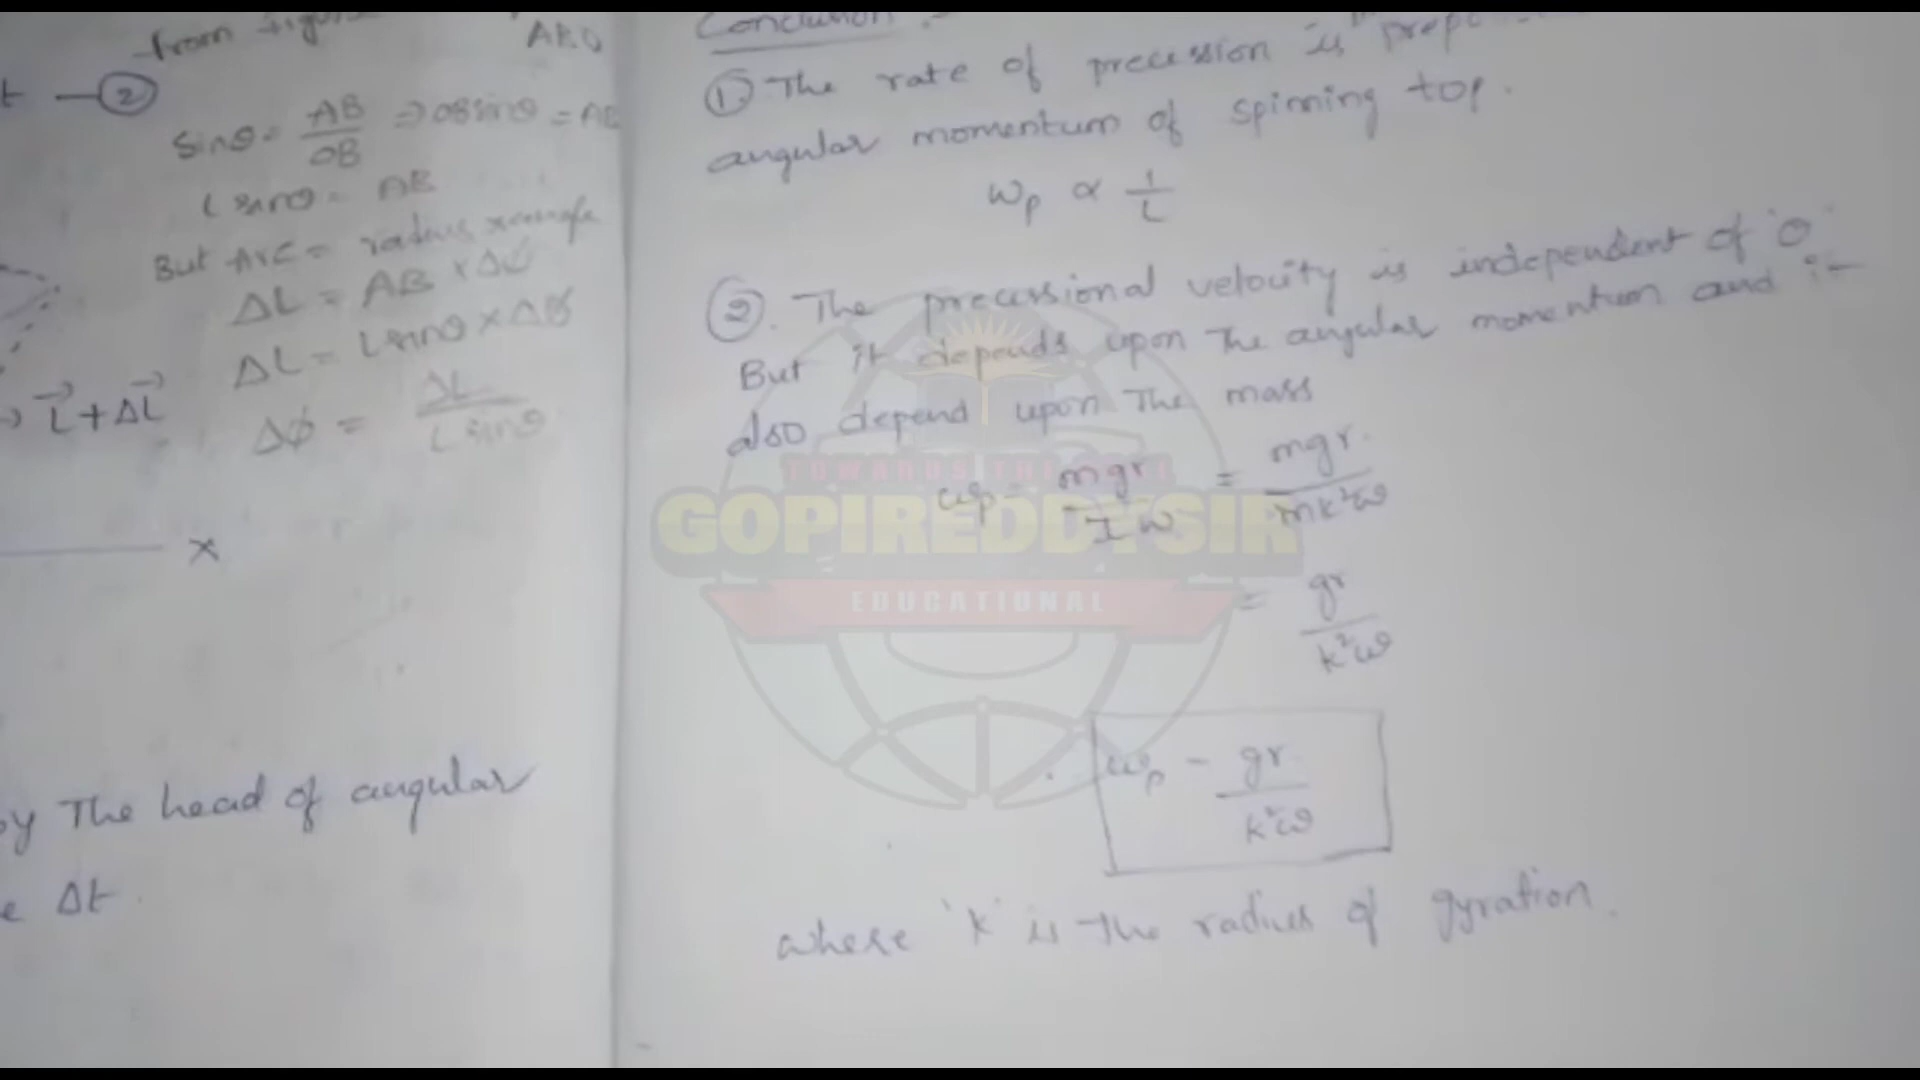 from figure
t — ②
Sinθ = AB/OB ⇒ OB sinθ = AB
L sinθ = AB
But Arc = radius x angle
ΔL = AB × Δϕ
ΔL = L sinθ × Δϕ
→ L⃗ + ΔL⃗
Δϕ = ΔL / L sinθ
x
by The head of angular
e Δt
Conclusion :-
① The rate of precession is
angular momentum of spinning top.
ωp ∝ 1/L
②. The precessional velocity is independent of 'θ'
But it depends upon The angular momentum and :-
also depend upon The mass
ωp = mgr / Iω = mgr / mk²ω
= gr / k²ω
ωp = gr / k²ω
where 'k' is the radius of gyration.
GOPIREDDYSIR
EDUCATIONAL